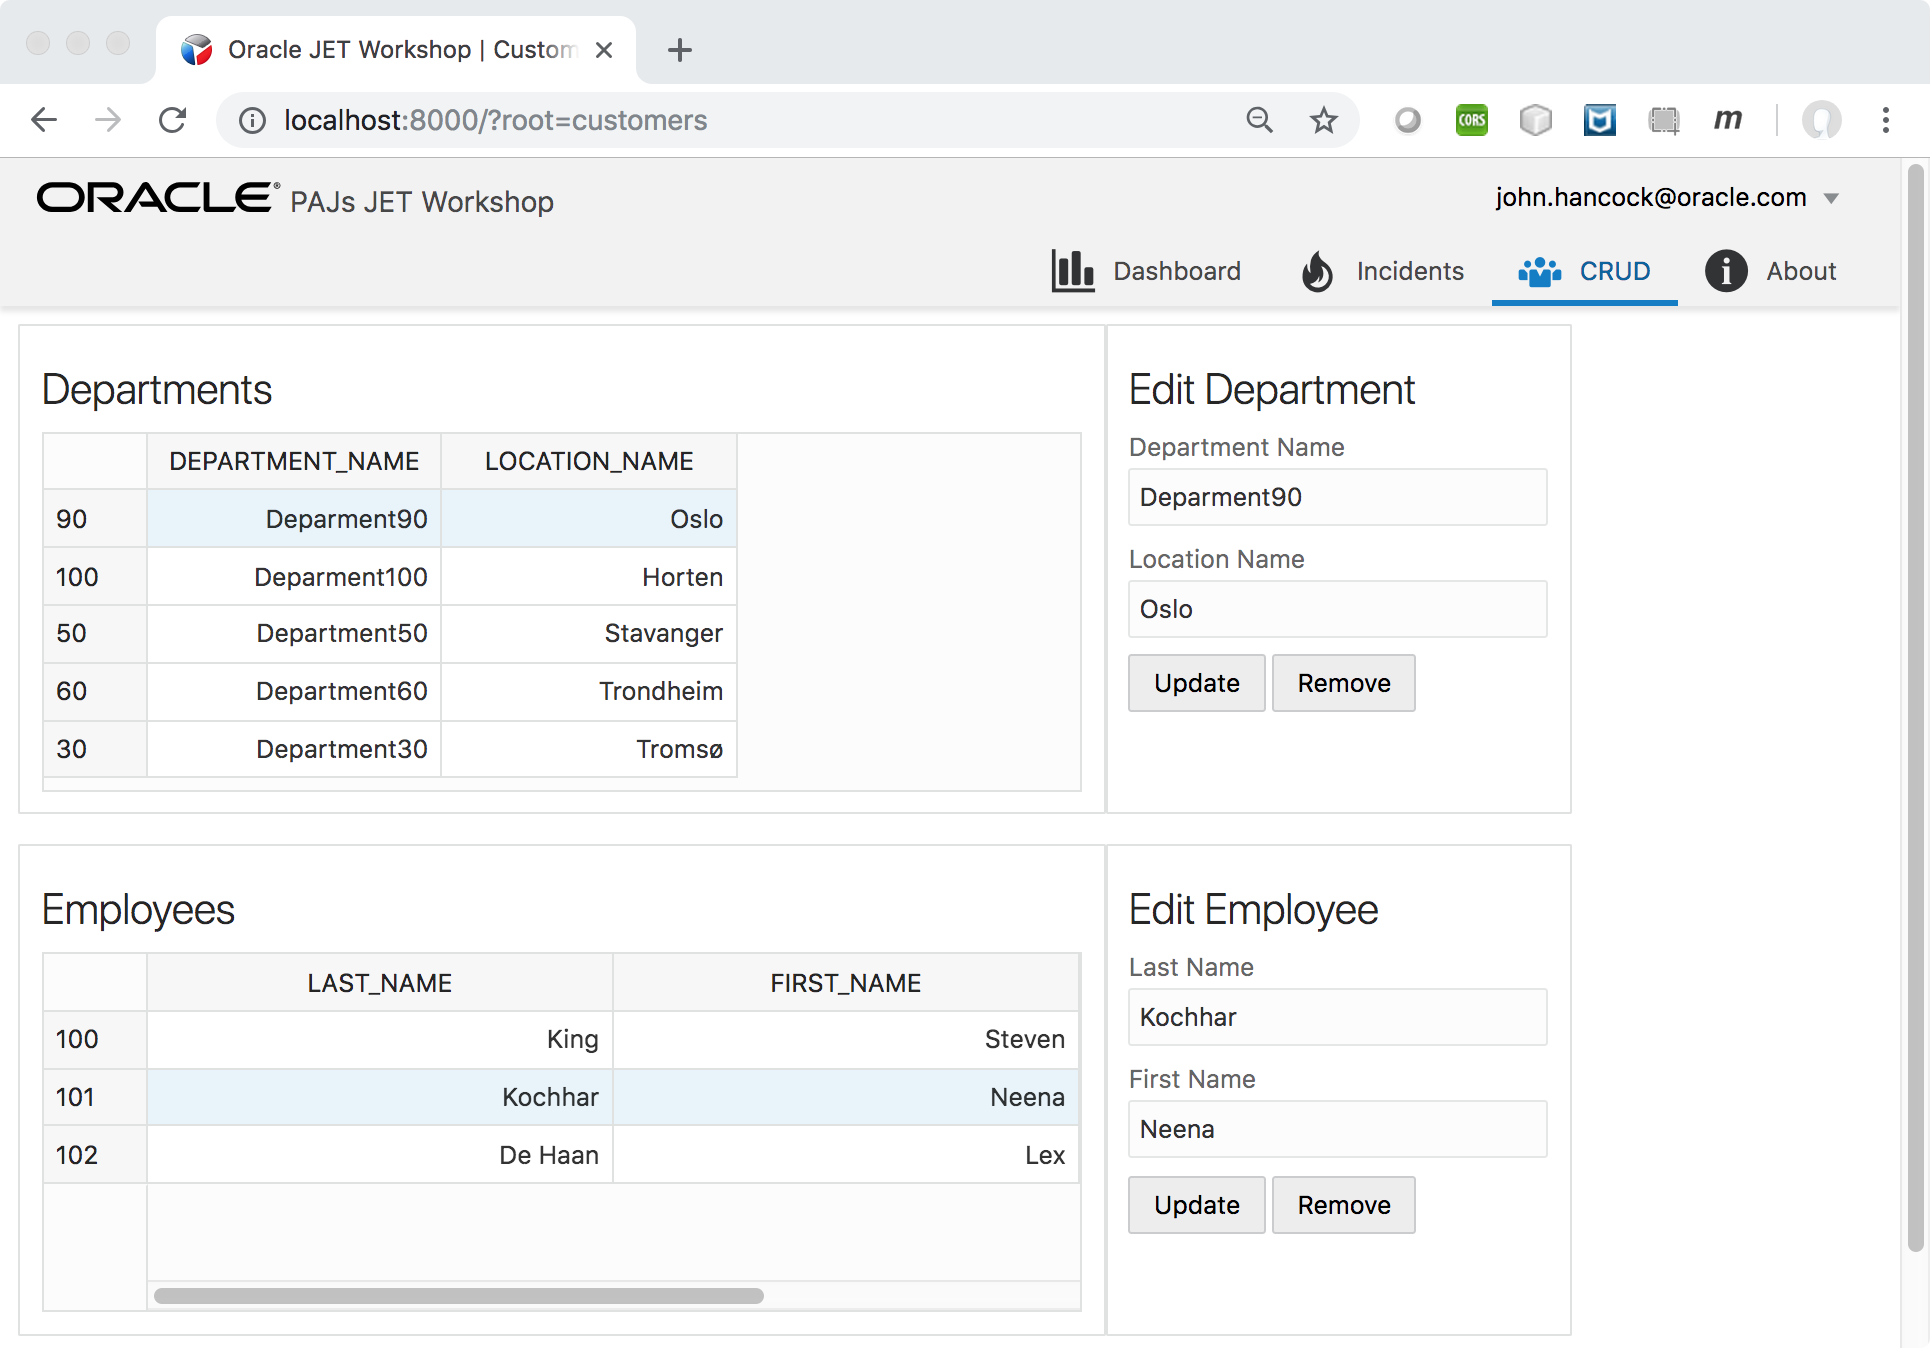 Oracle JET Workshop | Custom
localhost:8000/?root=customers
CORS
m
ORACLE® PAJs JET Workshop
john.hancock@oracle.com
Dashboard
Incidents
CRUD
About
Departments
DEPARTMENT_NAME LOCATION_NAME
90 Deparment90 Oslo
100 Deparment100 Horten
50 Department50 Stavanger
60 Department60 Trondheim
30 Department30 Tromsø
Edit Department
Department Name
Deparment90
Location Name
Oslo
Update Remove
Employees
LAST_NAME FIRST_NAME
100 King Steven
101 Kochhar Neena
102 De Haan Lex
Edit Employee
Last Name
Kochhar
First Name
Neena
Update Remove